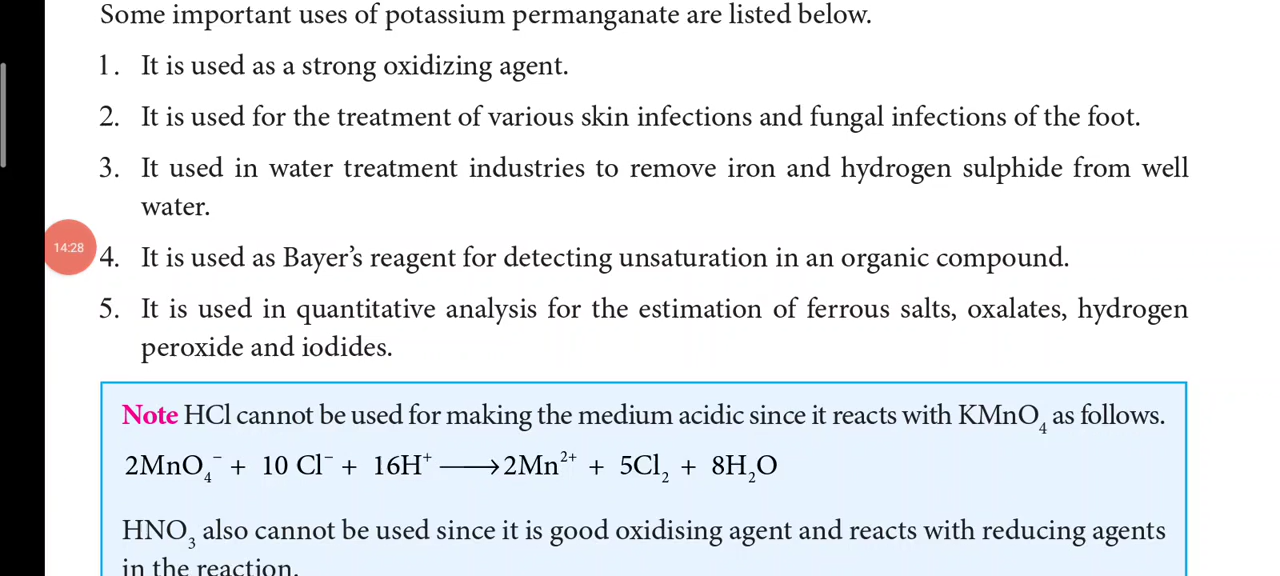 Some important uses of potassium permanganate are listed below.
1. It is used as a strong oxidizing agent.
2. It is used for the treatment of various skin infections and fungal infections of the foot.
3. It used in water treatment industries to remove iron and hydrogen sulphide from well
water.
14:28
4. It is used as Bayer’s reagent for detecting unsaturation in an organic compound.
5. It is used in quantitative analysis for the estimation of ferrous salts, oxalates, hydrogen
peroxide and iodides.
Note HCl cannot be used for making the medium acidic since it reacts with KMnO₄ as follows.
2MnO₄⁻ + 10 Cl⁻ + 16H⁺ ⟶ 2Mn²⁺ + 5Cl₂ + 8H₂O
HNO₃ also cannot be used since it is good oxidising agent and reacts with reducing agents
in the reaction.